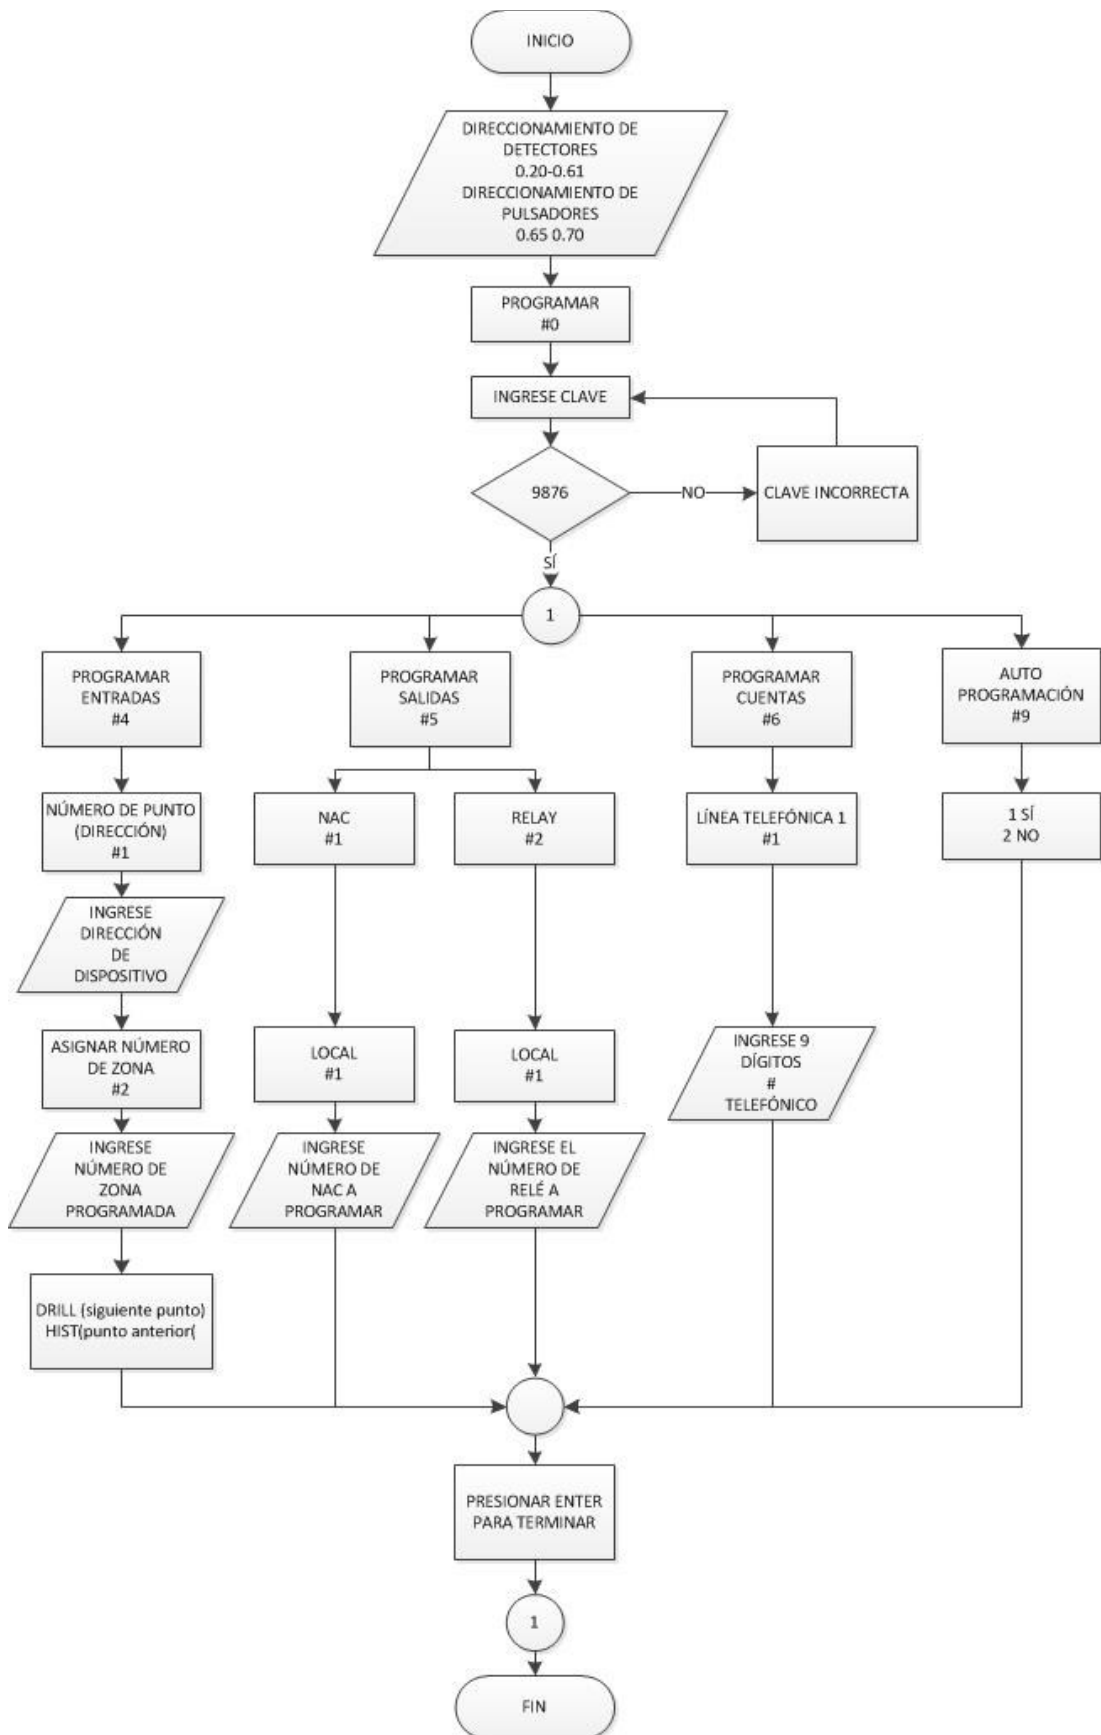 INICIO
DIRECCIONAMIENTO DE
DETECTORES
0.20-0.61
DIRECCIONAMIENTO DE
PULSADORES
0.65 0.70
PROGRAMAR
#0
INGRESE CLAVE
9876
NO
CLAVE INCORRECTA
SÍ
1
PROGRAMAR
ENTRADAS
#4
PROGRAMAR
SALIDAS
#5
PROGRAMAR
CUENTAS
#6
AUTO
PROGRAMACIÓN
#9
NÚMERO DE PUNTO
(DIRECCIÓN)
#1
NAC
#1
RELAY
#2
LÍNEA TELEFÓNICA 1
#1
1 SÍ
2 NO
INGRESE
DIRECCIÓN
DE
DISPOSITIVO
ASIGNAR NÚMERO
DE ZONA
#2
LOCAL
#1
LOCAL
#1
INGRESE 9
DÍGITOS
#
TELEFÓNICO
INGRESE
NÚMERO DE
ZONA
PROGRAMADA
INGRESE
NÚMERO DE
NAC A
PROGRAMAR
INGRESE EL
NÚMERO DE
RELÉ A
PROGRAMAR
DRILL (siguiente punto)
HIST(punto anterior(
PRESIONAR ENTER
PARA TERMINAR
1
FIN